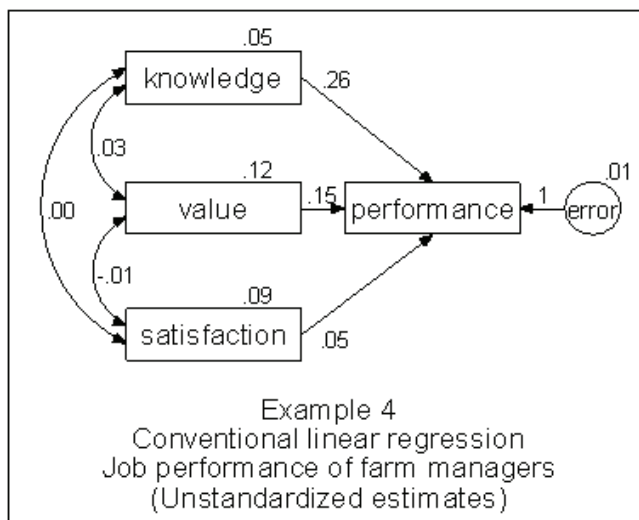 .05
knowledge
.26
.03
.12
.01
value
.15
performance
1
error
.00
-.01
.09
satisfaction
.05
Example 4
Conventional linear regression
Job performance of farm managers
(Unstandardized estimates)